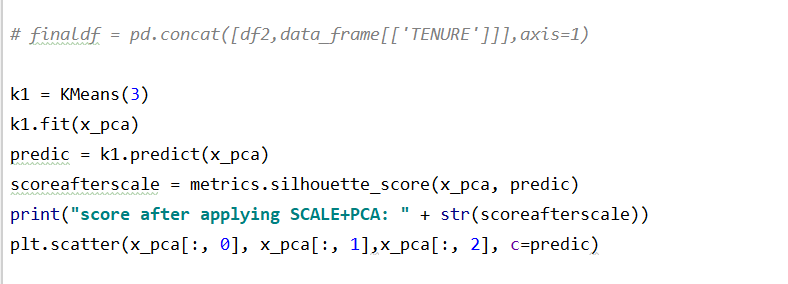 # finaldf = pd.concat([df2,data_frame[['TENURE']]],axis=1)
k1 = KMeans(3)
k1.fit(x_pca)
predic = k1.predict(x_pca)
scoreafterscale = metrics.silhouette_score(x_pca, predic)
print("score after applying SCALE+PCA: " + str(scoreafterscale))
plt.scatter(x_pca[:, 0], x_pca[:, 1],x_pca[:, 2], c=predic)